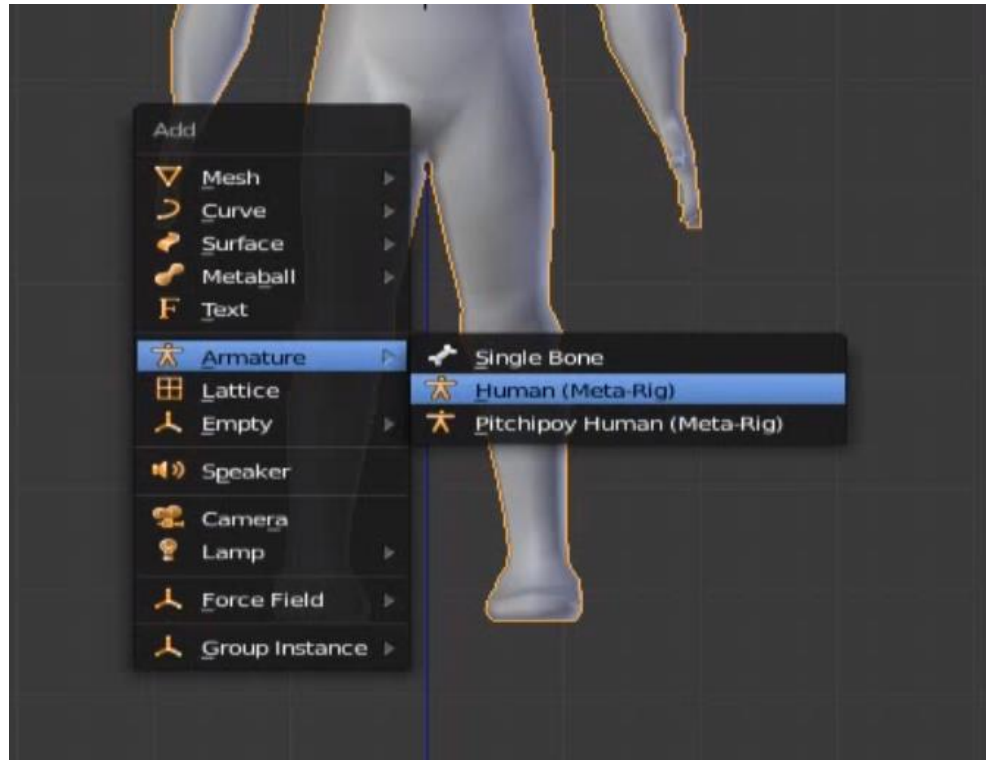 Add
Mesh
Curve
Surface
Metaball
Text
Armature
Single Bone
Lattice
Human (Meta-Rig)
Empty
Pitchipoy Human (Meta-Rig)
Speaker
Camera
Lamp
Force Field
Group Instance